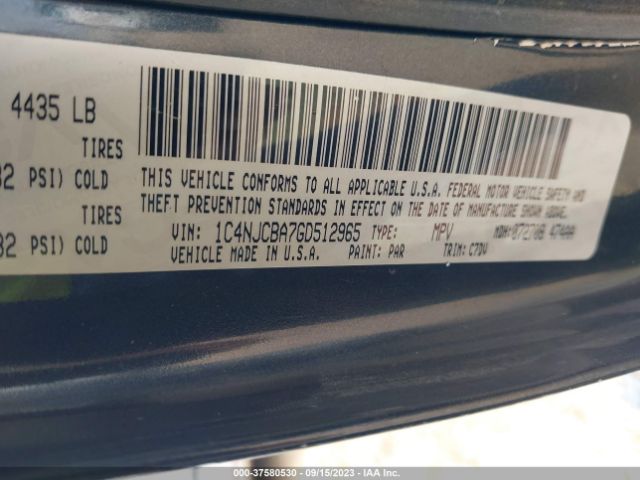 4435 LB
TIRES
32 PSI) COLD
TIRES
32 PSI) COLD
THIS VEHICLE CONFORMS TO ALL APPLICABLE U.S.A. FEDERAL MOTOR VEHICLE SAFETY AND
THEFT PREVENTION STANDARDS IN EFFECT ON THE DATE OF MANUFACTURE SHOWN ABOVE.
VIN: 1C4NJCBA7GD512965 TYPE: MPV MDH:
VEHICLE MADE IN U.S.A. PAINT: PAR TRIM: C7DV
000-37580530 - 09/15/2023 - IAA Inc.